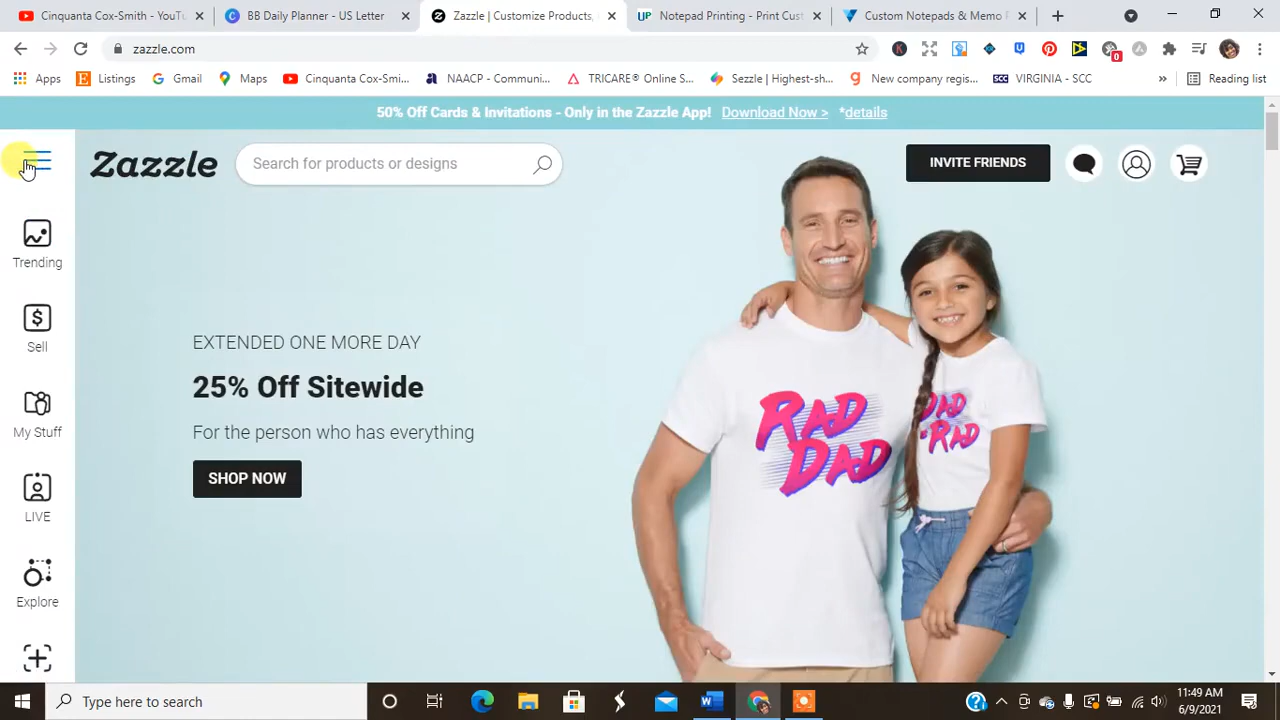 Cinquanta Cox-Smith - YouTu
BB Daily Planner - US Letter
Zazzle | Customize Products,
Notepad Printing - Print Cust
Custom Notepads & Memo P
zazzle.com
0
Apps
Listings
Gmail
Maps
Cinquanta Cox-Smi...
NAACP - Communi...
TRICARE® Online S...
Sezzle | Highest-sh...
New company regis...
SCC
VIRGINIA - SCC
»
Reading list
50% Off Cards & Invitations - Only in the Zazzle App! Download Now > *details
Zazzle
Search for products or designs
INVITE FRIENDS
Trending
Sell
My Stuff
LIVE
Explore
EXTENDED ONE MORE DAY
25% Off Sitewide
For the person who has everything
SHOP NOW
RAD
DAD
Type here to search
11:49 AM
6/9/2021